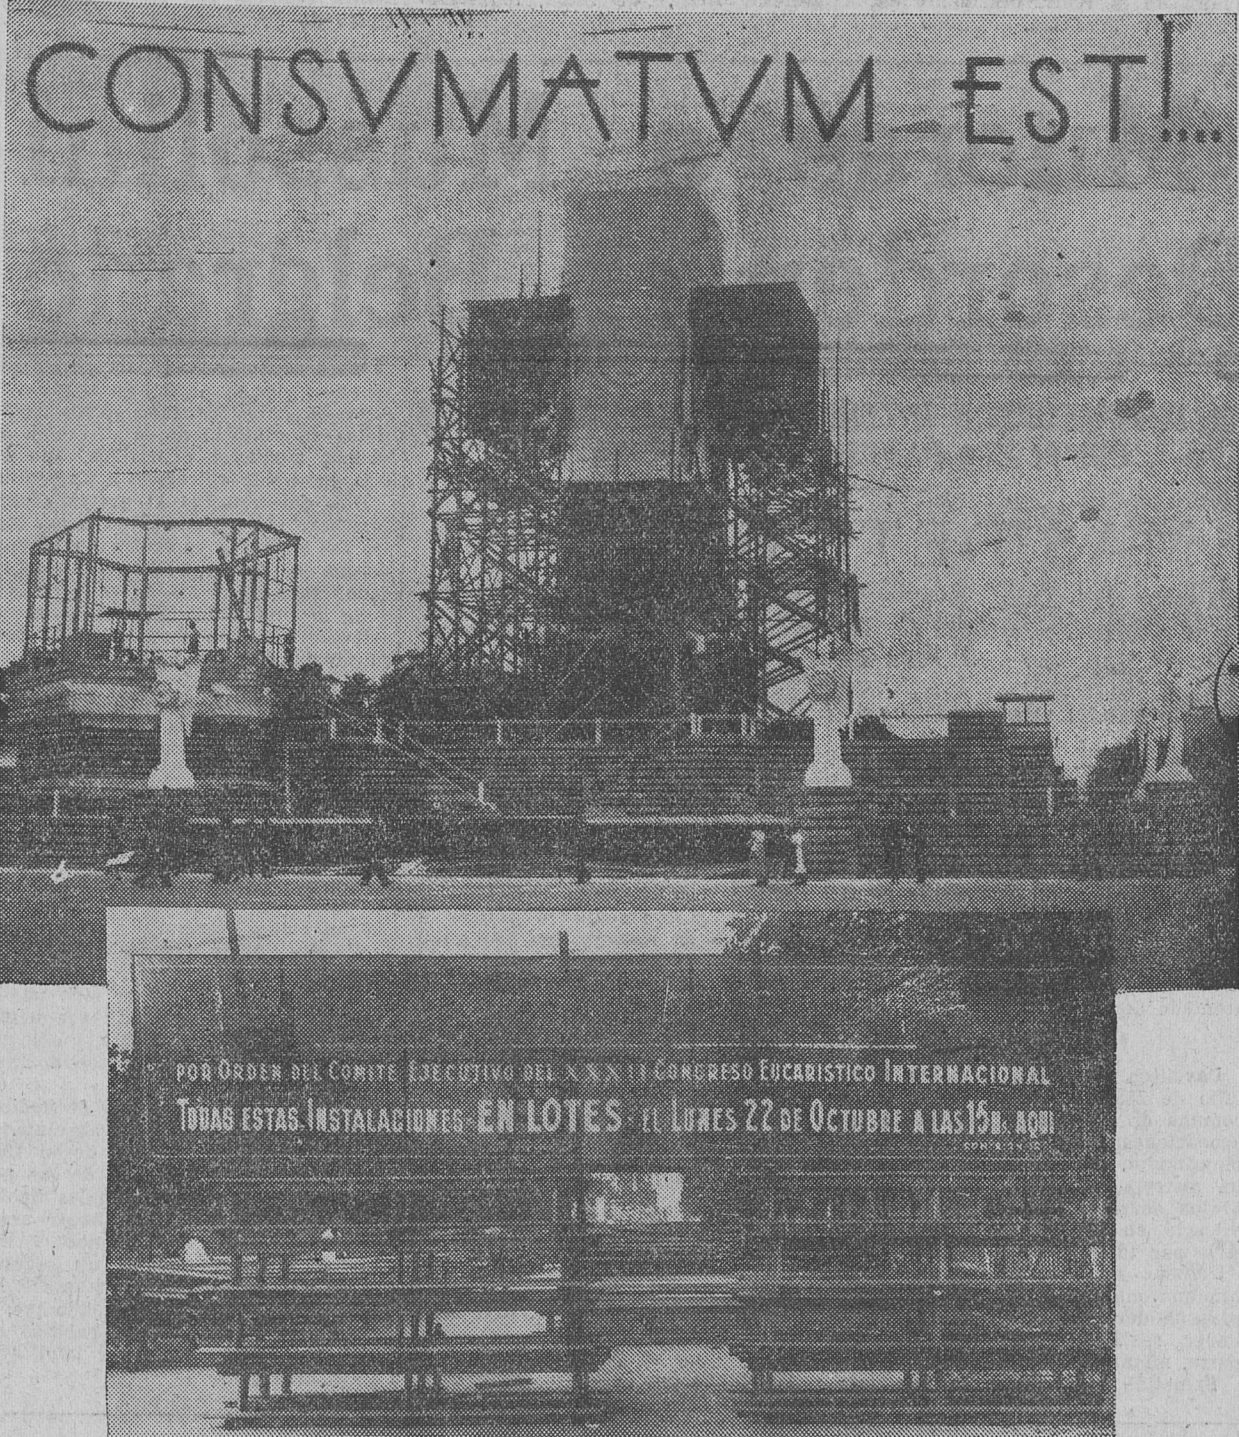 CONSVMATVM EST!....
POR ORDEN DEL COMITE EJECUTIVO DEL XXXII CONGRESO EUCARISTICO INTERNACIONAL
TODAS ESTAS INSTALACIONES EN LOTES EL LUNES 22 DE OCTUBRE A LAS 15H. AQUI